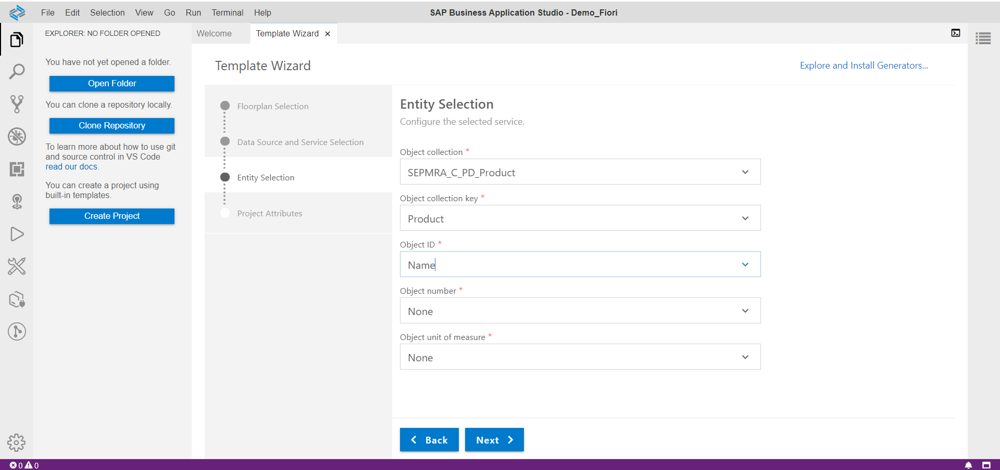 File Edit Selection View Go Run Terminal Help
SAP Business Application Studio - Demo_Fiori
EXPLORER: NO FOLDER OPENED
You have not yet opened a folder.
Open Folder
You can clone a repository locally.
Clone Repository
To learn more about how to use git
and source control in VS Code
read our docs.
You can create a project using
built-in templates.
Create Project
Welcome
Template Wizard
Template Wizard
Explore and Install Generators...
Floorplan Selection
Data Source and Service Selection
Entity Selection
Project Attributes
Entity Selection
Configure the selected service.
Object collection *
SEPMRA_C_PD_Product
Object collection key *
Product
Object ID *
Name
Object number *
None
Object unit of measure *
None
Back
Next
0 0